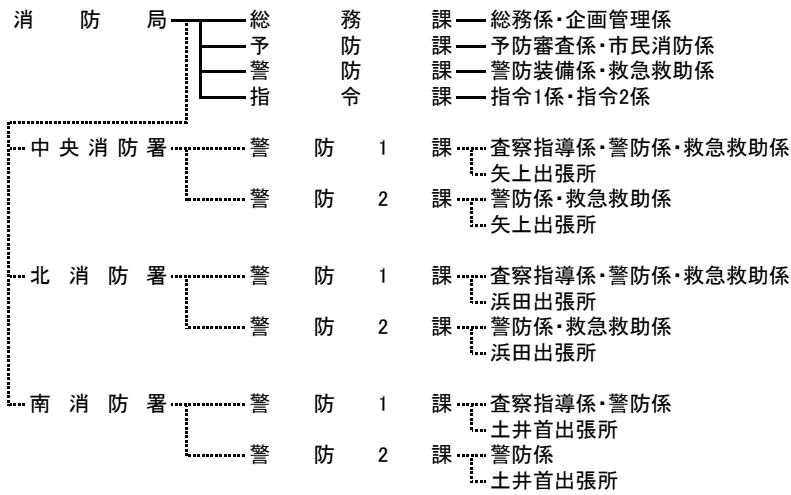 消防局 総務課 総務係・企画管理係
予防課 予防審査係・市民消防係
警防課 警防装備係・救急救助係
指令課 指令1係・指令2係
中央消防署 警防1課 査察指導係・警防係・救急救助係
矢上出張所
警防2課 警防係・救急救助係
矢上出張所
北消防署 警防1課 査察指導係・警防係・救急救助係
浜田出張所
警防2課 警防係・救急救助係
浜田出張所
南消防署 警防1課 査察指導係・警防係
土井首出張所
警防2課 警防係
土井首出張所